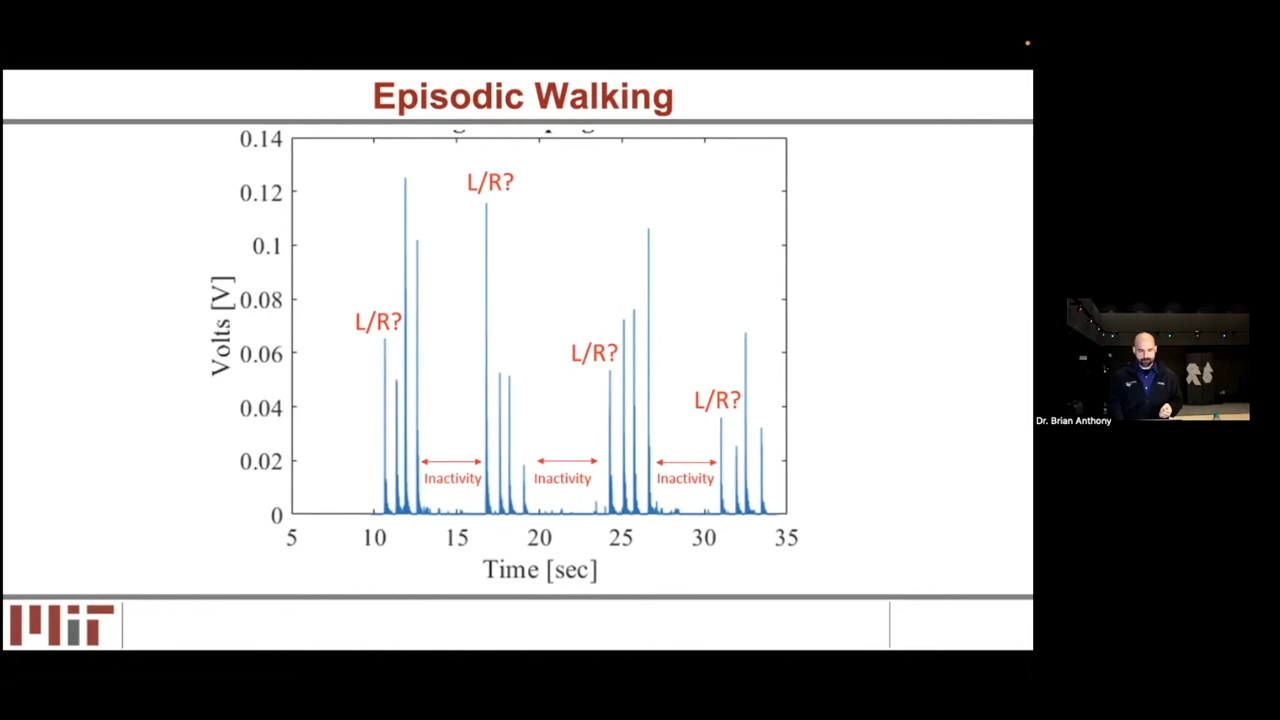 Episodic Walking
0.14
0.12
0.1
0.08
0.06
0.04
0.02
0
Volts [V]
L/R?
L/R?
L/R?
L/R?
Inactivity
Inactivity
Inactivity
5 10 15 20 25 30 35
Time [sec]
MIT
Dr. Brian Anthony